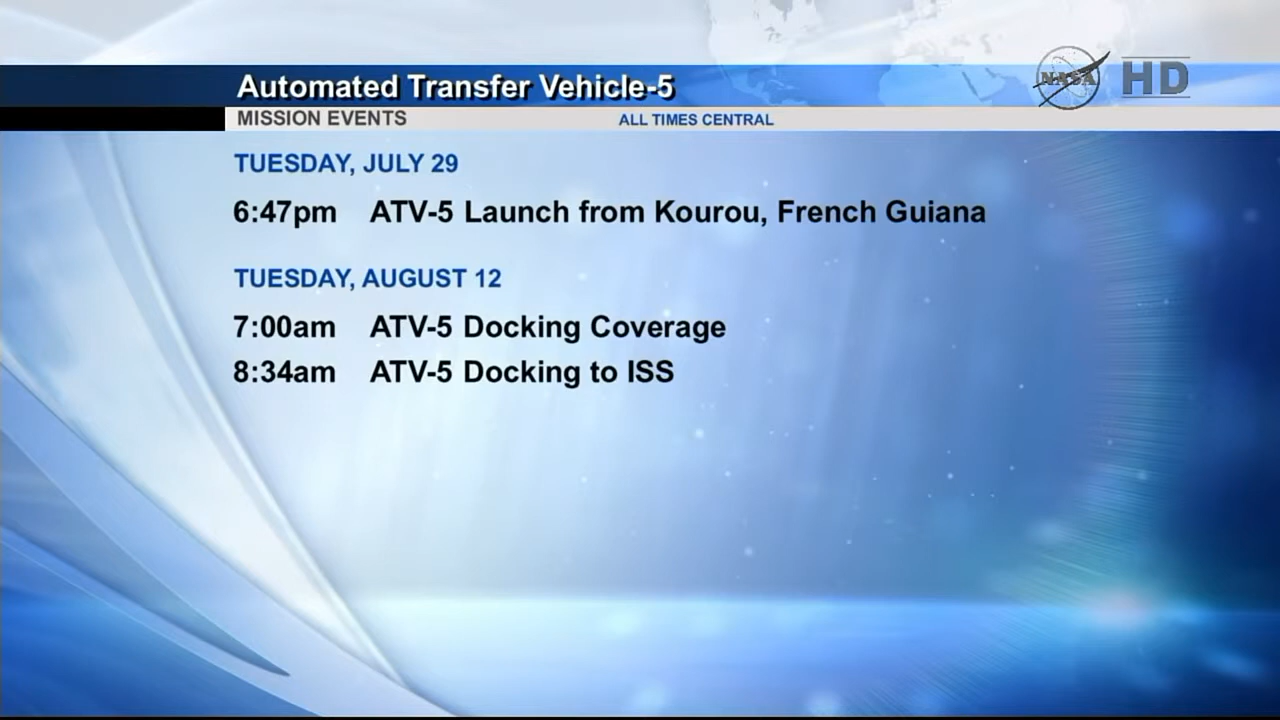 Automated Transfer Vehicle-5
NASA HD
MISSION EVENTS ALL TIMES CENTRAL
TUESDAY, JULY 29
6:47pm ATV-5 Launch from Kourou, French Guiana
TUESDAY, AUGUST 12
7:00am ATV-5 Docking Coverage
8:34am ATV-5 Docking to ISS